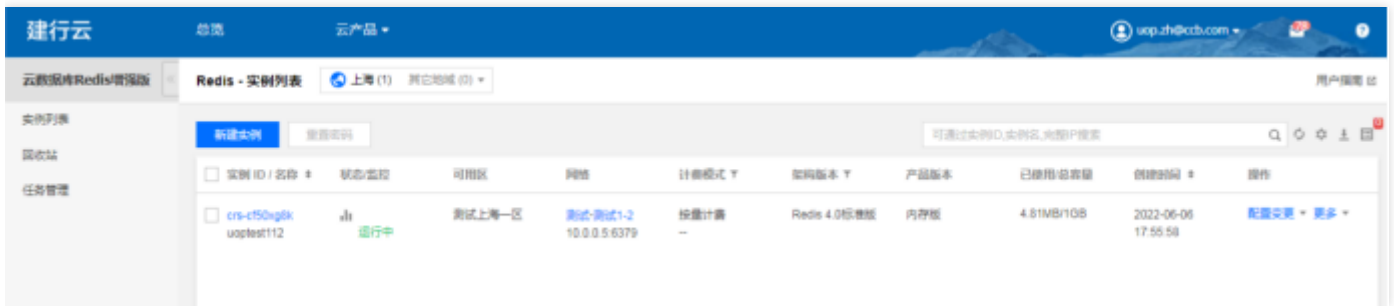 建行云 总览 云产品 uop.zh@ccb.com
云数据库Redis增强版 Redis - 实例列表 上海 (1) 其它地域 (0) 用户指南
实例列表
新建实例 重置密码 可通过实例ID,实例名,完整IP搜索
回收站
实例 ID / 名称 状态/监控 可用区 网络 计费模式 架构版本 产品版本 已使用/总容量 创建时间 操作
任务管理
crs-cf50xg8k 测试上海一区 测试-测试1-2 按量计费 Redis 4.0标准版 内存版 4.81MB/1GB 2022-06-06 配置变更 更多
uoptest112 运行中 10.0.0.5:6379 -- 17:55:58